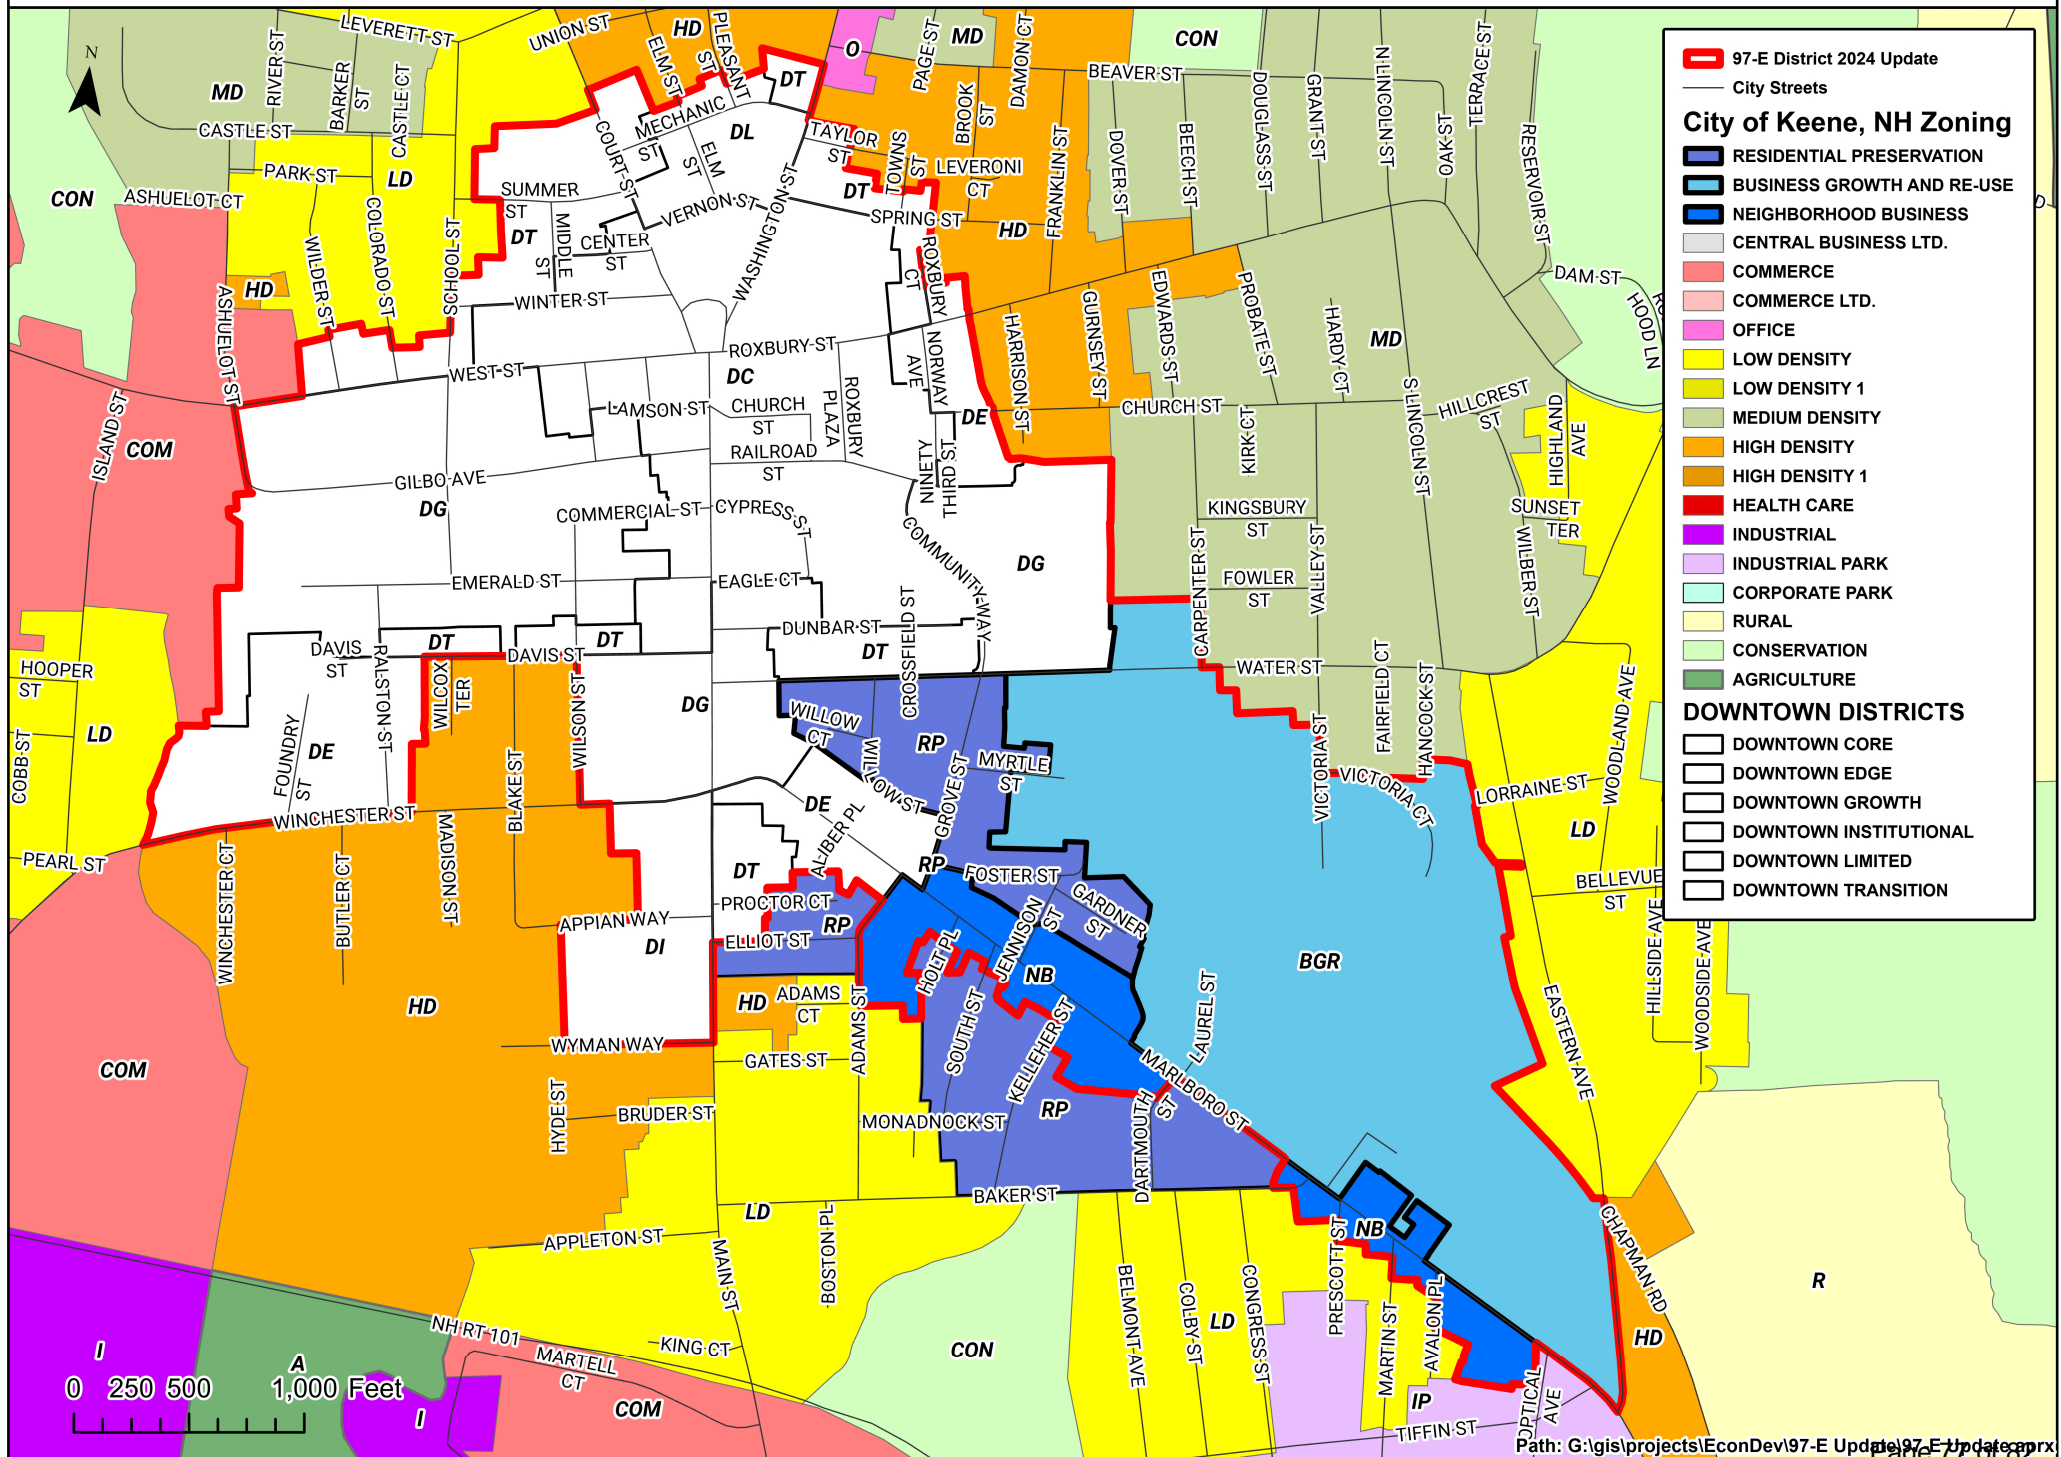 97-E District 2024 Update
City Streets
City of Keene, NH Zoning
RESIDENTIAL PRESERVATION
BUSINESS GROWTH AND RE-USE
NEIGHBORHOOD BUSINESS
CENTRAL BUSINESS LTD.
COMMERCE
COMMERCE LTD.
OFFICE
LOW DENSITY
LOW DENSITY 1
MEDIUM DENSITY
HIGH DENSITY
HIGH DENSITY 1
HEALTH CARE
INDUSTRIAL
INDUSTRIAL PARK
CORPORATE PARK
RURAL
CONSERVATION
AGRICULTURE
DOWNTOWN DISTRICTS
DOWNTOWN CORE
DOWNTOWN EDGE
DOWNTOWN GROWTH
DOWNTOWN INSTITUTIONAL
DOWNTOWN LIMITED
DOWNTOWN TRANSITION
N
LEVERETT ST
UNION ST
ELM ST
HD
PLEASANT
ST
O
PAGE ST
MD
DAMON CT
CON
N LINCOLN ST
TERRACE ST
MD
RIVER ST
BARKER
ST
CASTLE CT
CASTLE ST
DT
BEAVER ST
BROOK
ST
DOUGLASS ST
GRANT ST
OAK ST
RESERVOIR ST
MECHANIC
ST
DL
COURT ST
ELM
ST
TAYLOR
ST
TOWNS
ST
LEVERONI
CT
FRANKLIN ST
DOVER ST
BEECH ST
PARK ST
LD
CON
ASHUELOT CT
SUMMER
ST
DT
MIDDLE
ST
CENTER
ST
VERNON ST
WASHINGTON ST
DT
SPRING ST
HD
ROXBURY
CT
DAM ST
HOOD LN
WILDER ST
COLORADO ST
SCHOOL ST
HD
ASHUELOT ST
WINTER ST
HARRISON ST
GURNSEY ST
EDWARDS ST
PROBATE ST
HARDY CT
MD
WEST ST
ROXBURY ST
DC
NORWAY
AVE
LAMSON ST
CHURCH
ST
ROXBURY
PLAZA
DE
CHURCH ST
KIRK CT
S LINCOLN ST
HILLCREST
ST
HIGHLAND
AVE
ISLAND ST
COM
RAILROAD
ST
NINETY
THIRD ST
GILBO AVE
DG
COMMERCIAL ST
CYPRESS ST
COMMUNITY WAY
DG
KINGSBURY
ST
SUNSET
TER
CARPENTER ST
VALLEY ST
WILBER ST
EMERALD ST
EAGLE CT
FOWLER
ST
DAVIS
ST
DT
DAVIS ST
DT
DUNBAR ST
DT
CROSSFIELD ST
WATER ST
FAIRFIELD CT
HANCOCK ST
HOOPER
ST
LD
COBB ST
RALSTON ST
WILCOX
TER
WILSON ST
DG
WILLOW
CT
RP
MYRTLE
ST
VICTORIA ST
VICTORIA CT
WOODLAND AVE
LORRAINE ST
FOUNDRY
ST
DE
BLAKE ST
WILLOW ST
GROVE ST
DE
ALIBER PL
WINCHESTER ST
LD
PEARL ST
WINCHESTER CT
BUTLER CT
MADISON ST
RP
FOSTER ST
GARDNER
ST
BELLEVUE
ST
DT
PROCTOR CT
RP
JENNISON
ST
APPIAN WAY
DI
ELLIOT ST
HOLT PL
NB
BGR
LAUREL ST
EASTERN AVE
HILLSIDE AVE
WOODSIDE AVE
HD
HD
ADAMS
CT
ADAMS ST
SOUTH ST
KELLEHER ST
WYMAN WAY
GATES ST
COM
MARLBORO ST
HYDE ST
BRUDER ST
MONADNOCK ST
RP
DARTMOUTH
ST
BAKER ST
LD
APPLETON ST
MAIN ST
BOSTON PL
NB
CHAPMAN RD
R
BELMONT AVE
COLBY ST
LD
CONGRESS ST
PRESCOTT ST
MARTIN ST
AVALON PL
HD
NH RT 101
KING CT
CON
MARTELL
CT
COM
I
A
I
IP
TIFFIN ST
OPTICAL
AVE
0 250 500 1,000 Feet
Path: G:\gis\projects\EconDev\97-E Update\97-E Update.aprx